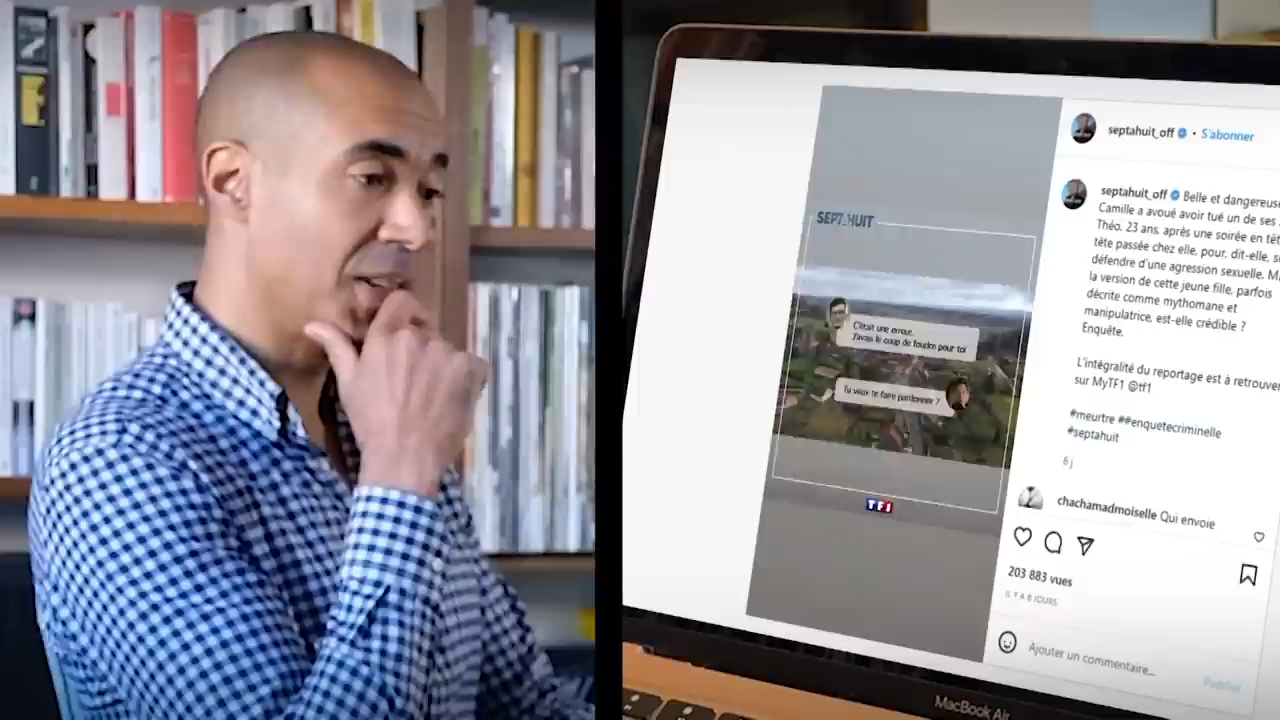 septahuit_off • S'abonner
septahuit_off Belle et dangereuse
Camille a avoué avoir tué un de ses
Théo, 23 ans, après une soirée en têt
tête passée chez elle, pour, dit-elle, s
défendre d'une agression sexuelle. M
la version de cette jeune fille, parfois
décrite comme mythomane et
manipulatrice, est-elle crédible ?
Enquête.
L'intégralité du reportage est à retrouver
sur MyTF1 @tf1
#meurtre ##enquetecriminelle
#septahuit
6 j
chachamadmoiselle Qui envoie
203 883 vues
IL Y A 6 JOURS
Ajouter un commentaire...
Publier
SEPT À HUIT
C'était une erreur.
J'avais le coup de foudre pour toi
Tu veux te faire pardonner ?
TF1
MacBook Air